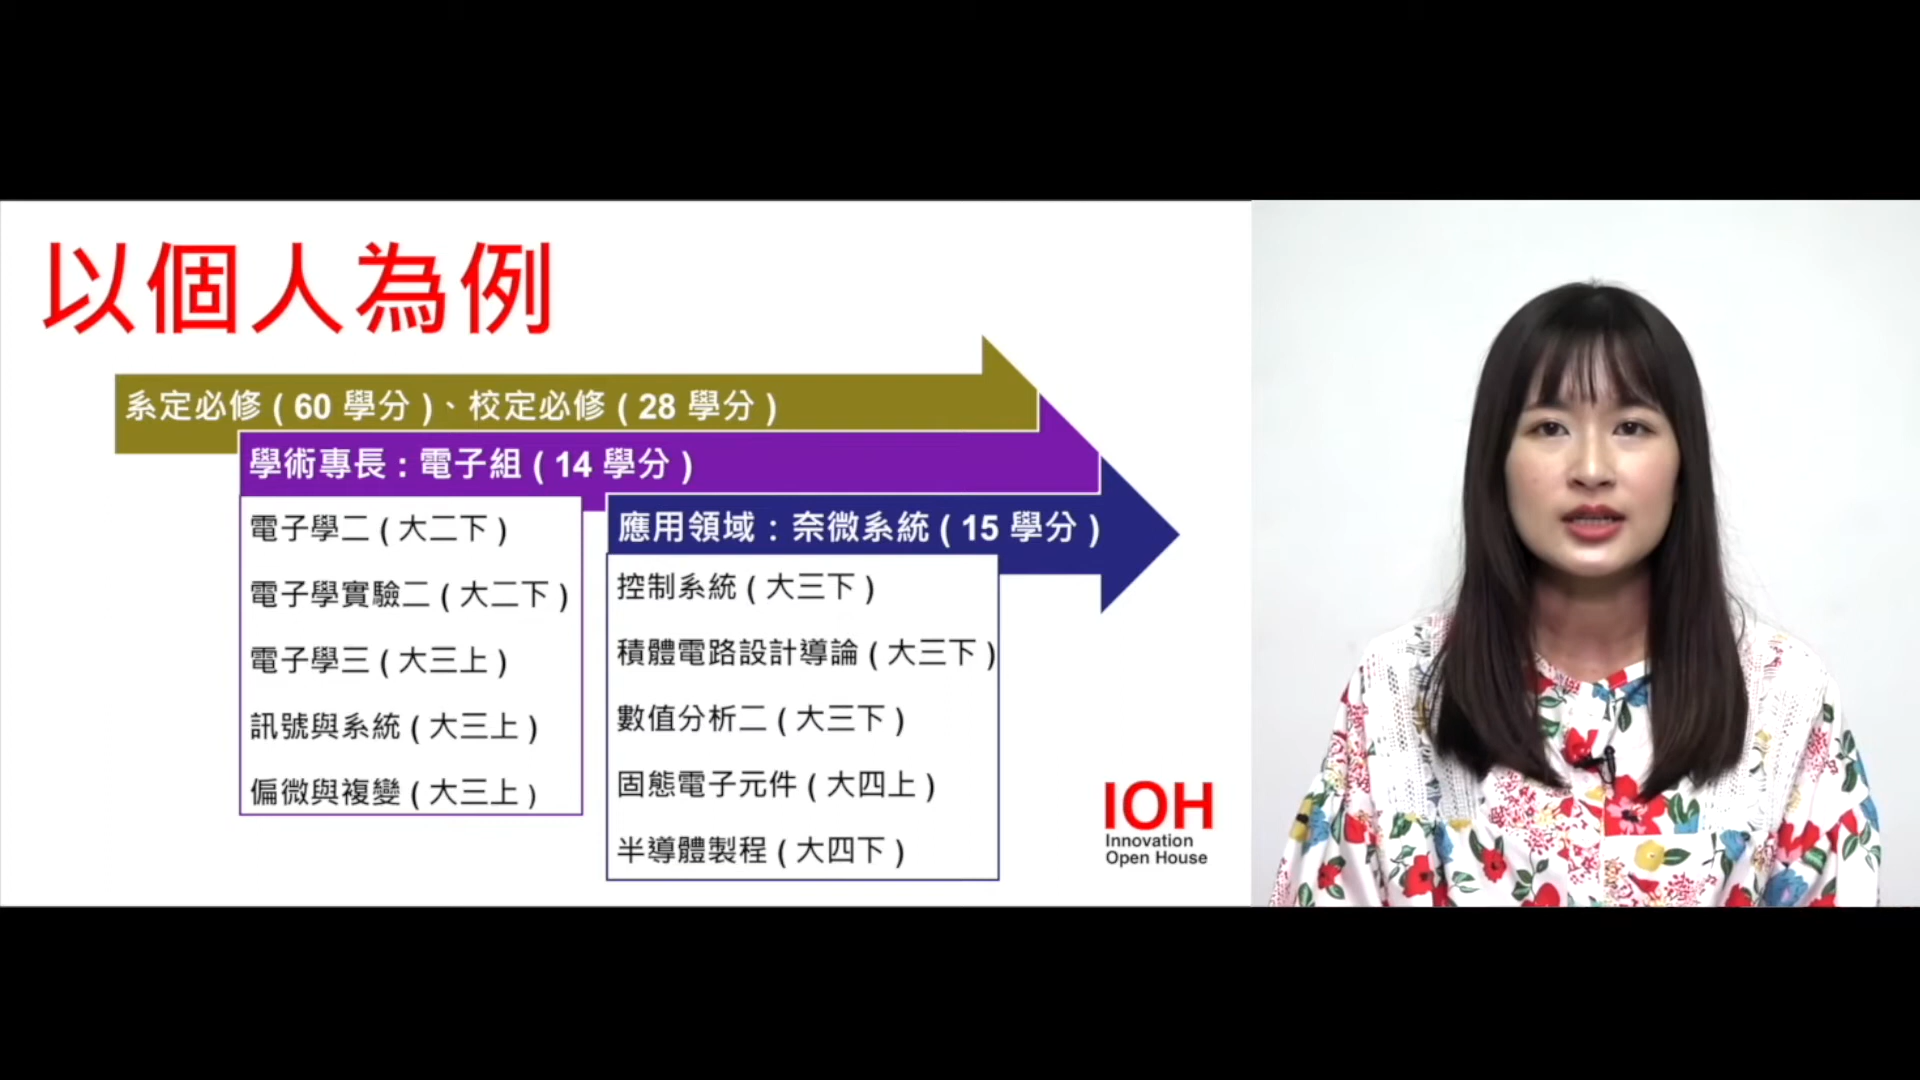 以個人為例
系定必修 ( 60 學分 )、校定必修 ( 28 學分 )
學術專長 : 電子組 ( 14 學分 )
電子學二 ( 大二下 )
電子學實驗二 ( 大二下 )
電子學三 ( 大三上 )
訊號與系統 ( 大三上 )
偏微與複變 ( 大三上 )
應用領域 : 奈微系統 ( 15 學分 )
控制系統 ( 大三下 )
積體電路設計導論 ( 大三下 )
數值分析二 ( 大三下 )
固態電子元件 ( 大四上 )
半導體製程 ( 大四下 )
IOH
Innovation
Open House